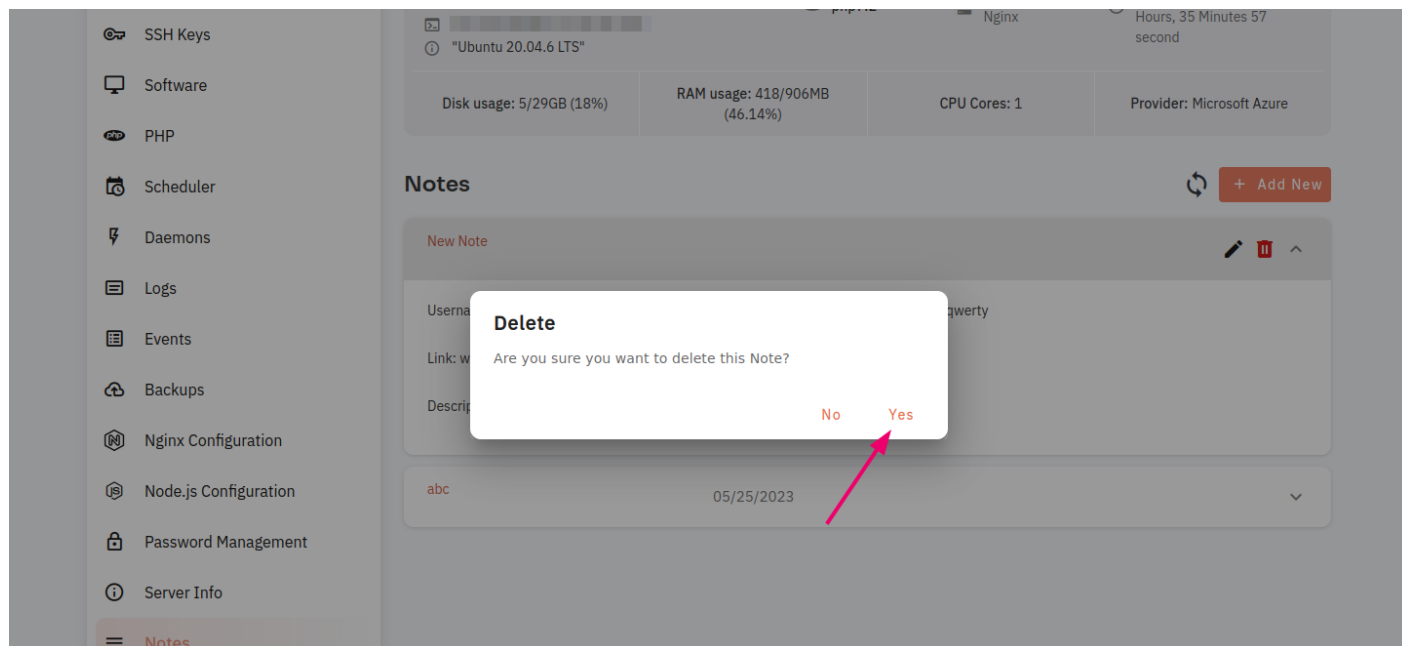 SSH Keys
Software
PHP
Scheduler
Daemons
Logs
Events
Backups
Nginx Configuration
Node.js Configuration
Password Management
Server Info
Notes
Nginx
Hours, 35 Minutes 57
second
"Ubuntu 20.04.6 LTS"
Disk usage: 5/29GB (18%)
RAM usage: 418/906MB
(46.14%)
CPU Cores: 1
Provider: Microsoft Azure
Notes
+ Add New
New Note
qwerty
Link:
Delete
Are you sure you want to delete this Note?
No
Yes
abc
05/25/2023